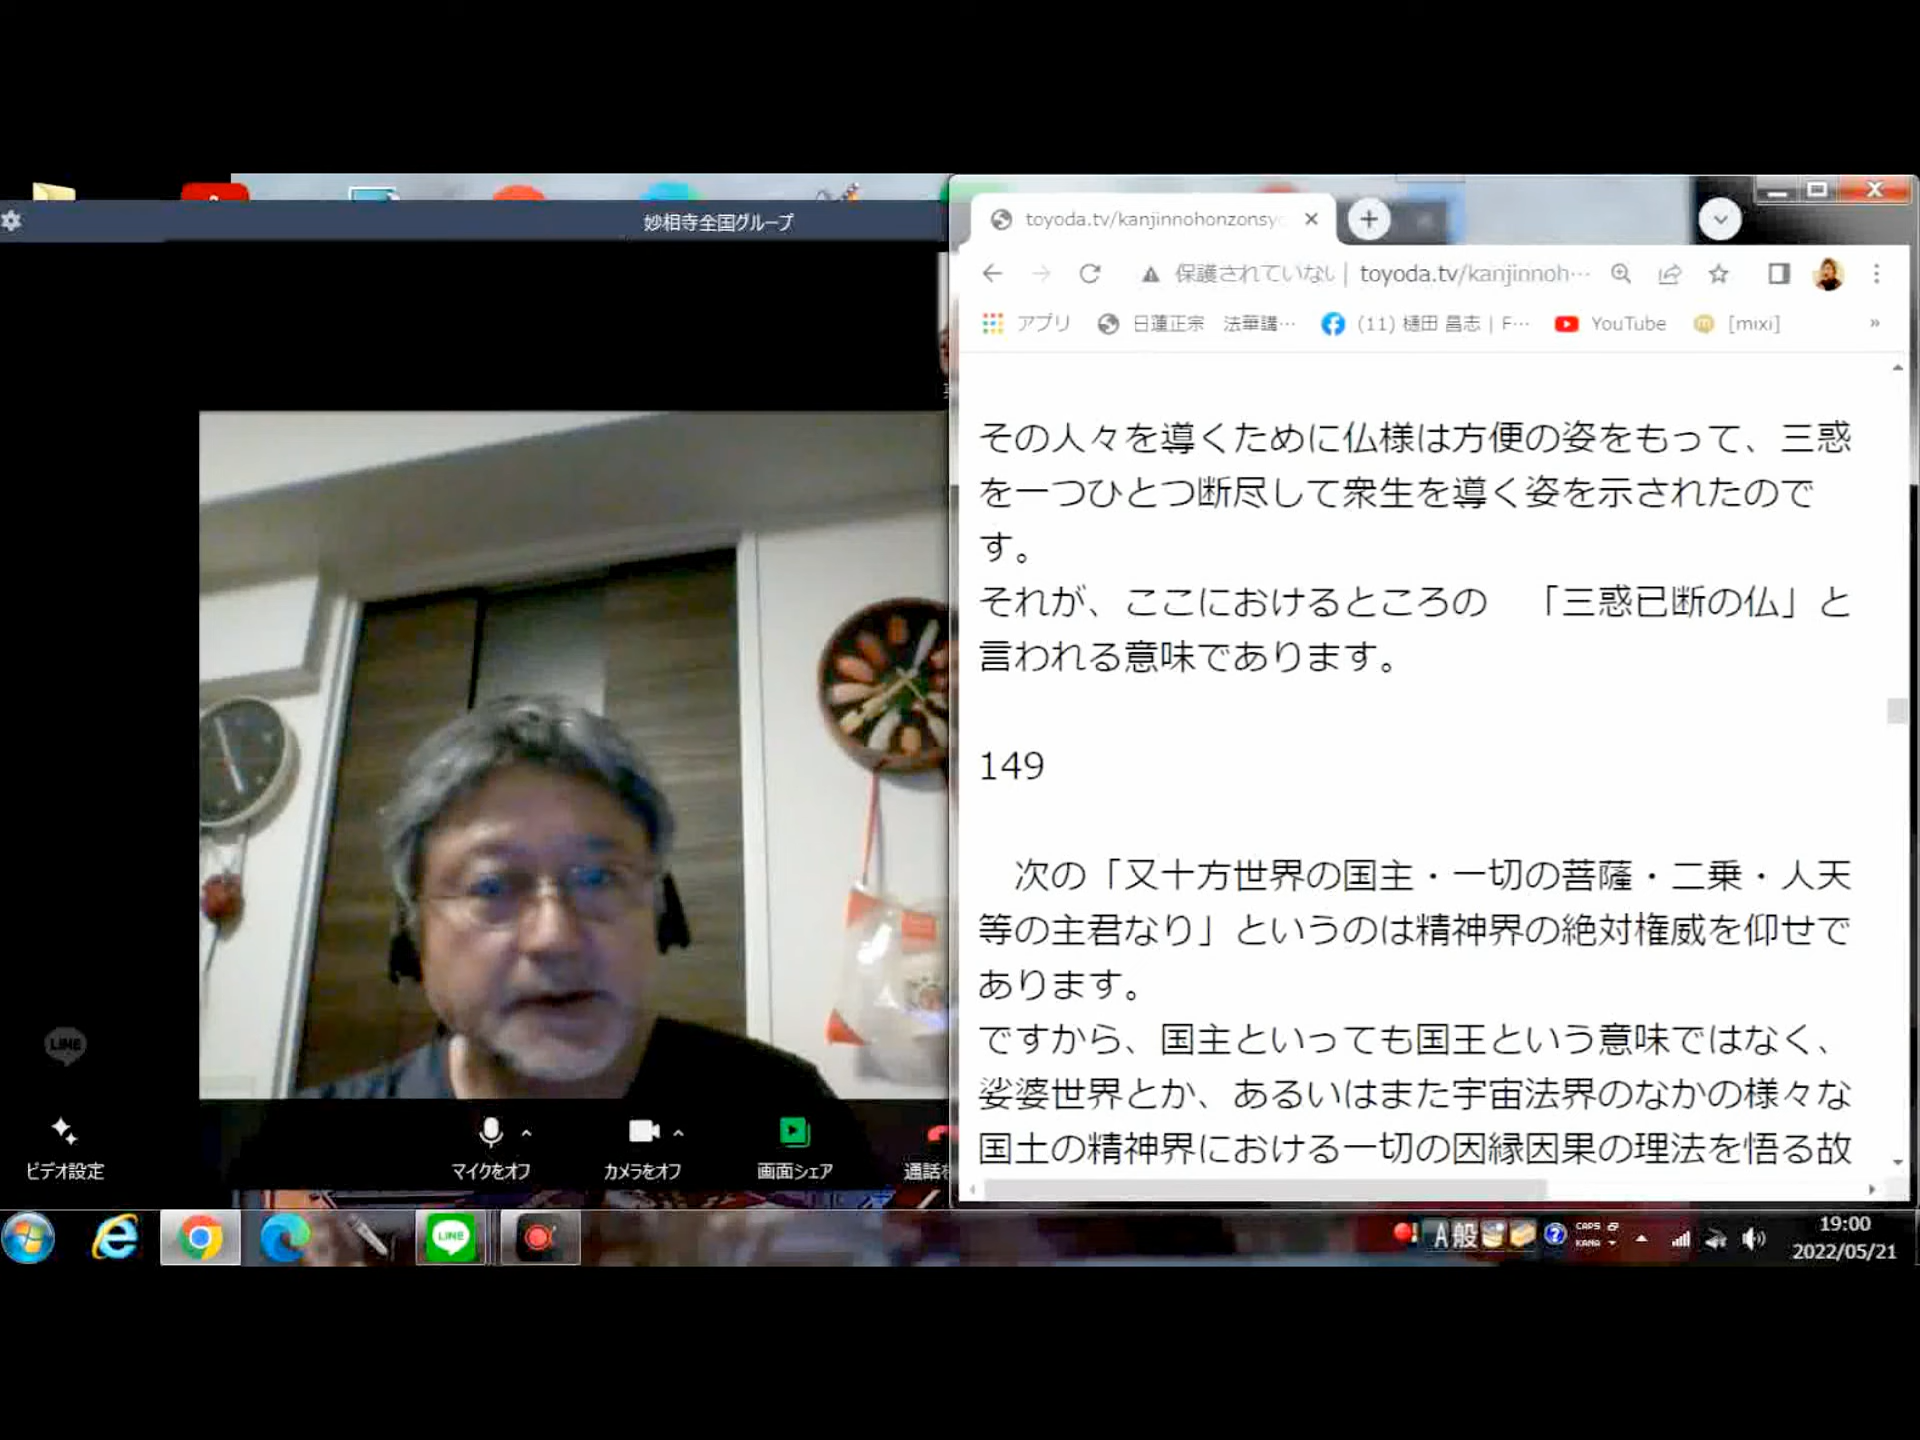 妙相寺全国グループ
LINE
ビデオ設定
マイクをオフ
カメラをオフ
画面シェア
通話を
toyoda.tv/kanjinnohonzonsy
保護されていない
toyoda.tv/kanjinnoh…
アプリ
日蓮正宗 法華講…
(11) 樋田 昌志 | F…
YouTube
[mixi]
»
その人々を導くために仏様は方便の姿をもって、三惑
を一つひとつ断尽して衆生を導く姿を示されたので
す。
それが、ここにおけるところの 「三惑已断の仏」と
言われる意味であります。
149
次の「又十方世界の国主・一切の菩薩・二乗・人天
等の主君なり」というのは精神界の絶対権威を仰せで
あります。
ですから、国主といっても国王という意味ではなく、
娑婆世界とか、あるいはまた宇宙法界のなかの様々な
国土の精神界における一切の因縁因果の理法を悟る故
LINE
A般
CAPS
KANA
19:00
2022/05/21